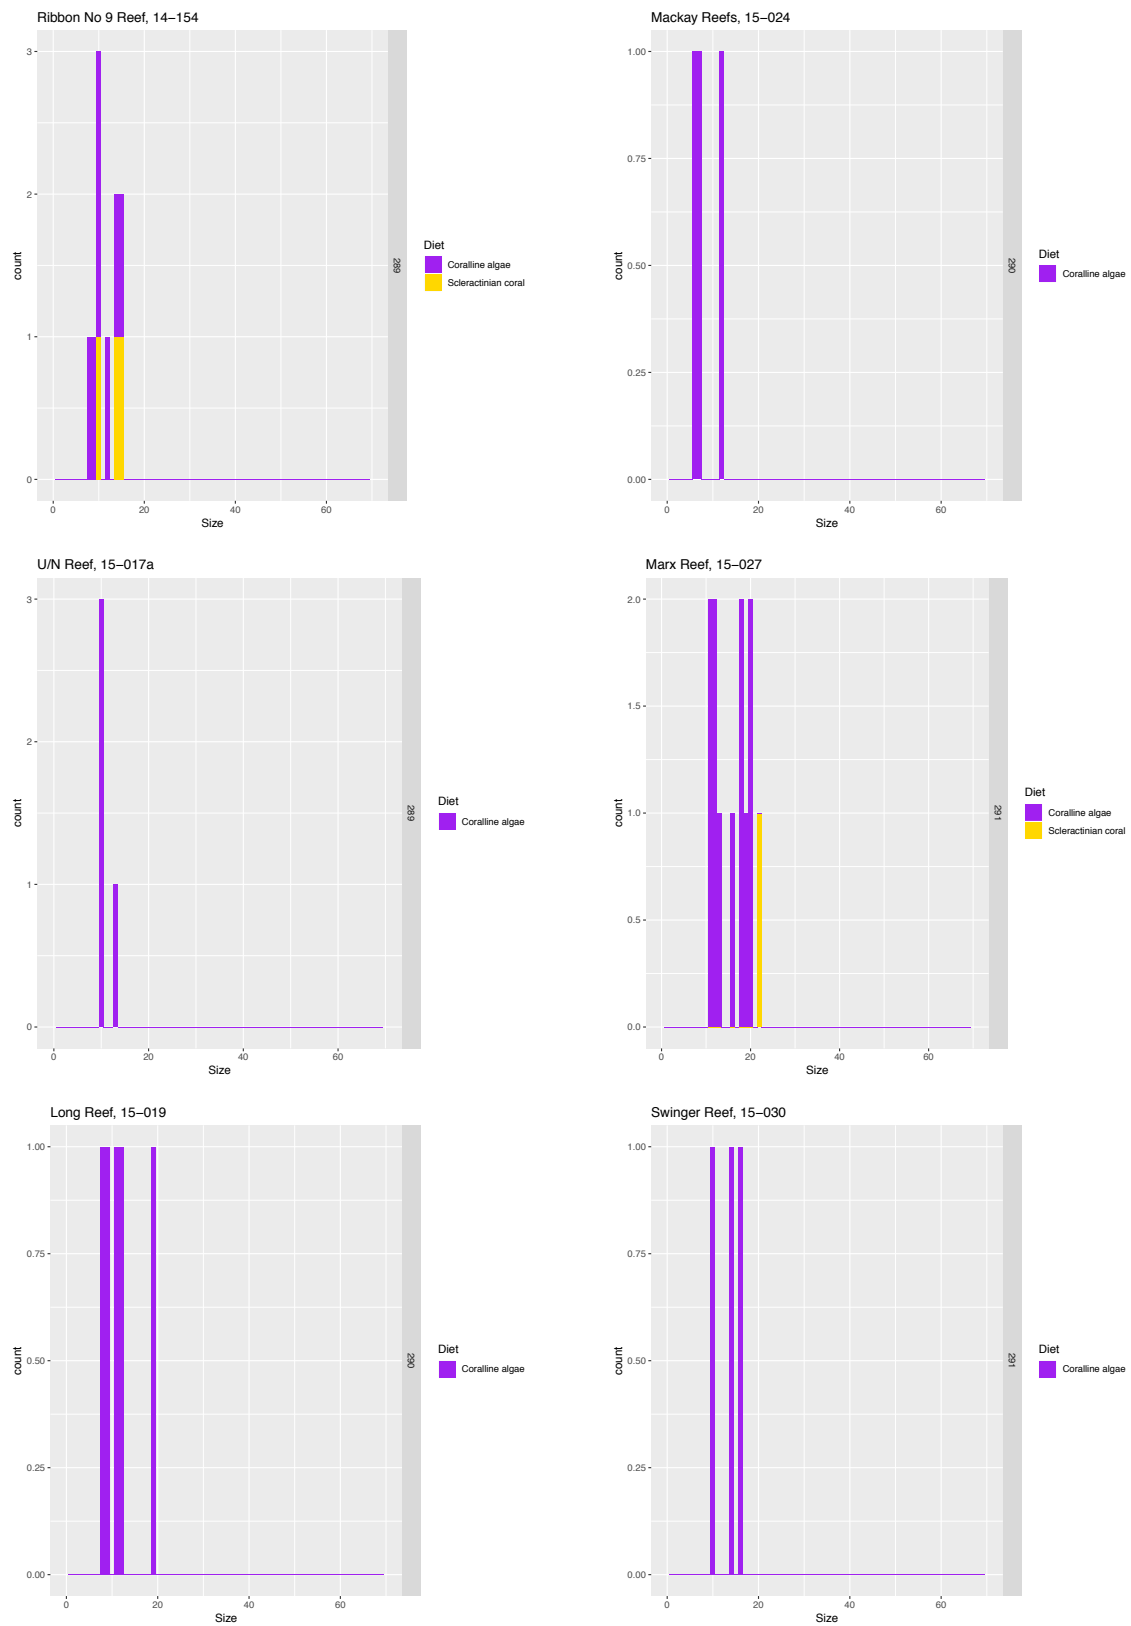 Ribbon No 9 Reef, 14−154
3
2
1
0
count
0 20 40 60
Size
289
Diet
Coralline algae
Scleractinian coral
Mackay Reefs, 15−024
1.00
0.75
0.50
0.25
0.00
count
0 20 40 60
Size
290
Diet
Coralline algae
U/N Reef, 15−017a
3
2
1
0
count
0 20 40 60
Size
289
Diet
Coralline algae
Marx Reef, 15−027
2.0
1.5
1.0
0.5
0.0
count
0 20 40 60
Size
291
Diet
Coralline algae
Scleractinian coral
Long Reef, 15−019
1.00
0.75
0.50
0.25
0.00
count
0 20 40 60
Size
290
Diet
Coralline algae
Swinger Reef, 15−030
1.00
0.75
0.50
0.25
0.00
count
0 20 40 60
Size
291
Diet
Coralline algae